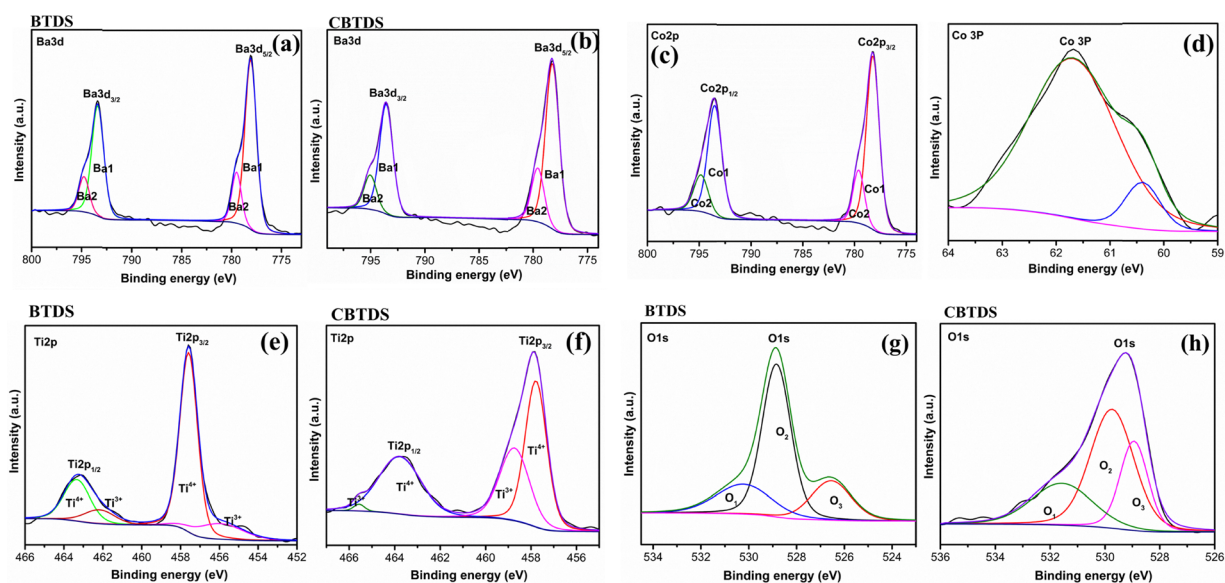 BTDS
Ba3d
(a)
Ba3d5/2
Ba3d3/2
Ba1
Ba2
Ba1
Ba2
Intensity (a.u.)
800 795 790 785 780 775
Binding energy (eV)
CBTDS
Ba3d
(b)
Ba3d5/2
Ba3d3/2
Ba1
Ba2
Ba1
Ba2
Intensity (a.u.)
795 790 785 780 775
Binding energy (eV)
Co2p
(c)
Co2p3/2
Co2p1/2
Co1
Co2
Co1
Co2
Intensity (a.u.)
800 795 790 785 780 775
Binding energy (eV)
Co 3P
Co 3P
(d)
Intensity (a.u.)
64 63 62 61 60 59
Binding energy (eV)
BTDS
Ti2p
(e)
Ti2p3/2
Ti2p1/2
Ti4+
Ti3+
Ti4+
Ti3+
Intensity (a.u.)
466 464 462 460 458 456 454 452
Binding energy (eV)
CBTDS
Ti2p
(f)
Ti2p3/2
Ti2p1/2
Ti3+
Ti4+
Ti3+
Ti4+
Intensity (a.u.)
466 464 462 460 458 456
Binding energy (eV)
BTDS
O1s
O1s
(g)
O1
O2
O3
Intensity (a.u.)
534 532 530 528 526 524
Binding energy (eV)
CBTDS
O1s
O1s
(h)
O1
O2
O3
Intensity (a.u.)
536 534 532 530 528 526
Binding energy (eV)